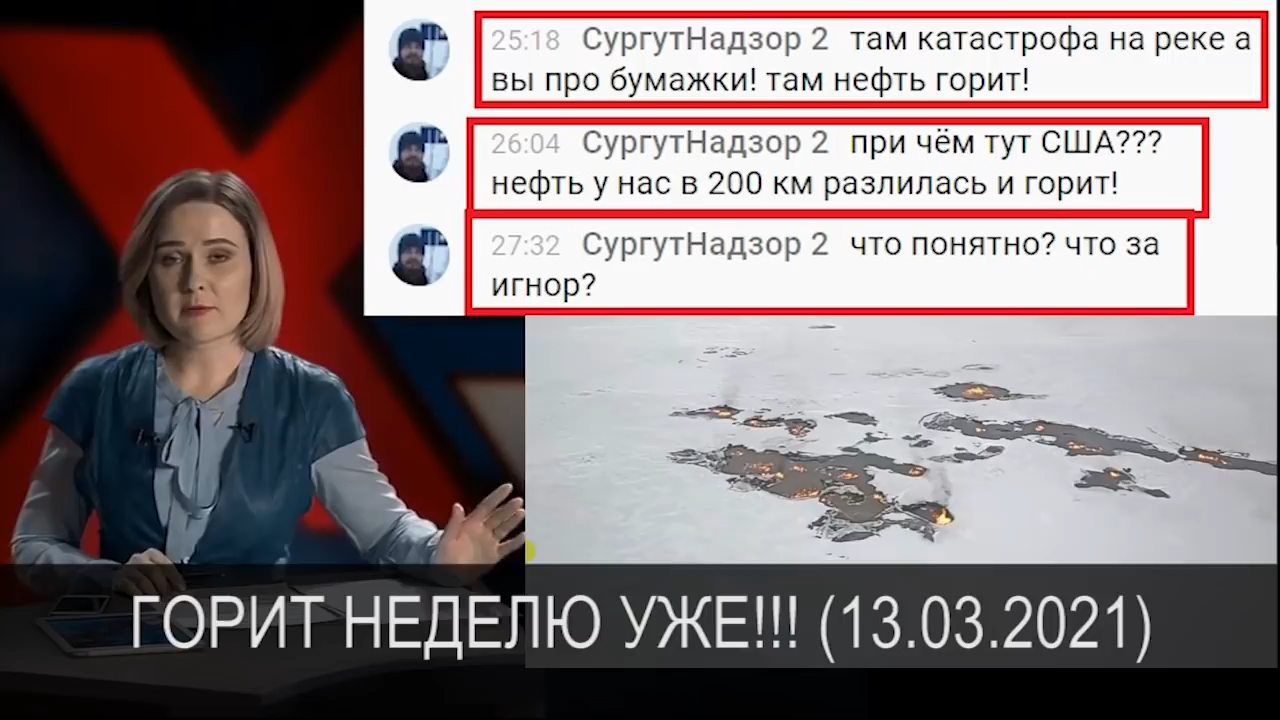 25:18 СургутНадзор 2 там катастрофа на реке а
вы про бумажки! там нефть горит!
26:04 СургутНадзор 2 при чём тут США???
нефть у нас в 200 км разлилась и горит!
27:32 СургутНадзор 2 что понятно? что за
игнор?
ГОРИТ НЕДЕЛЮ УЖЕ!!! (13.03.2021)